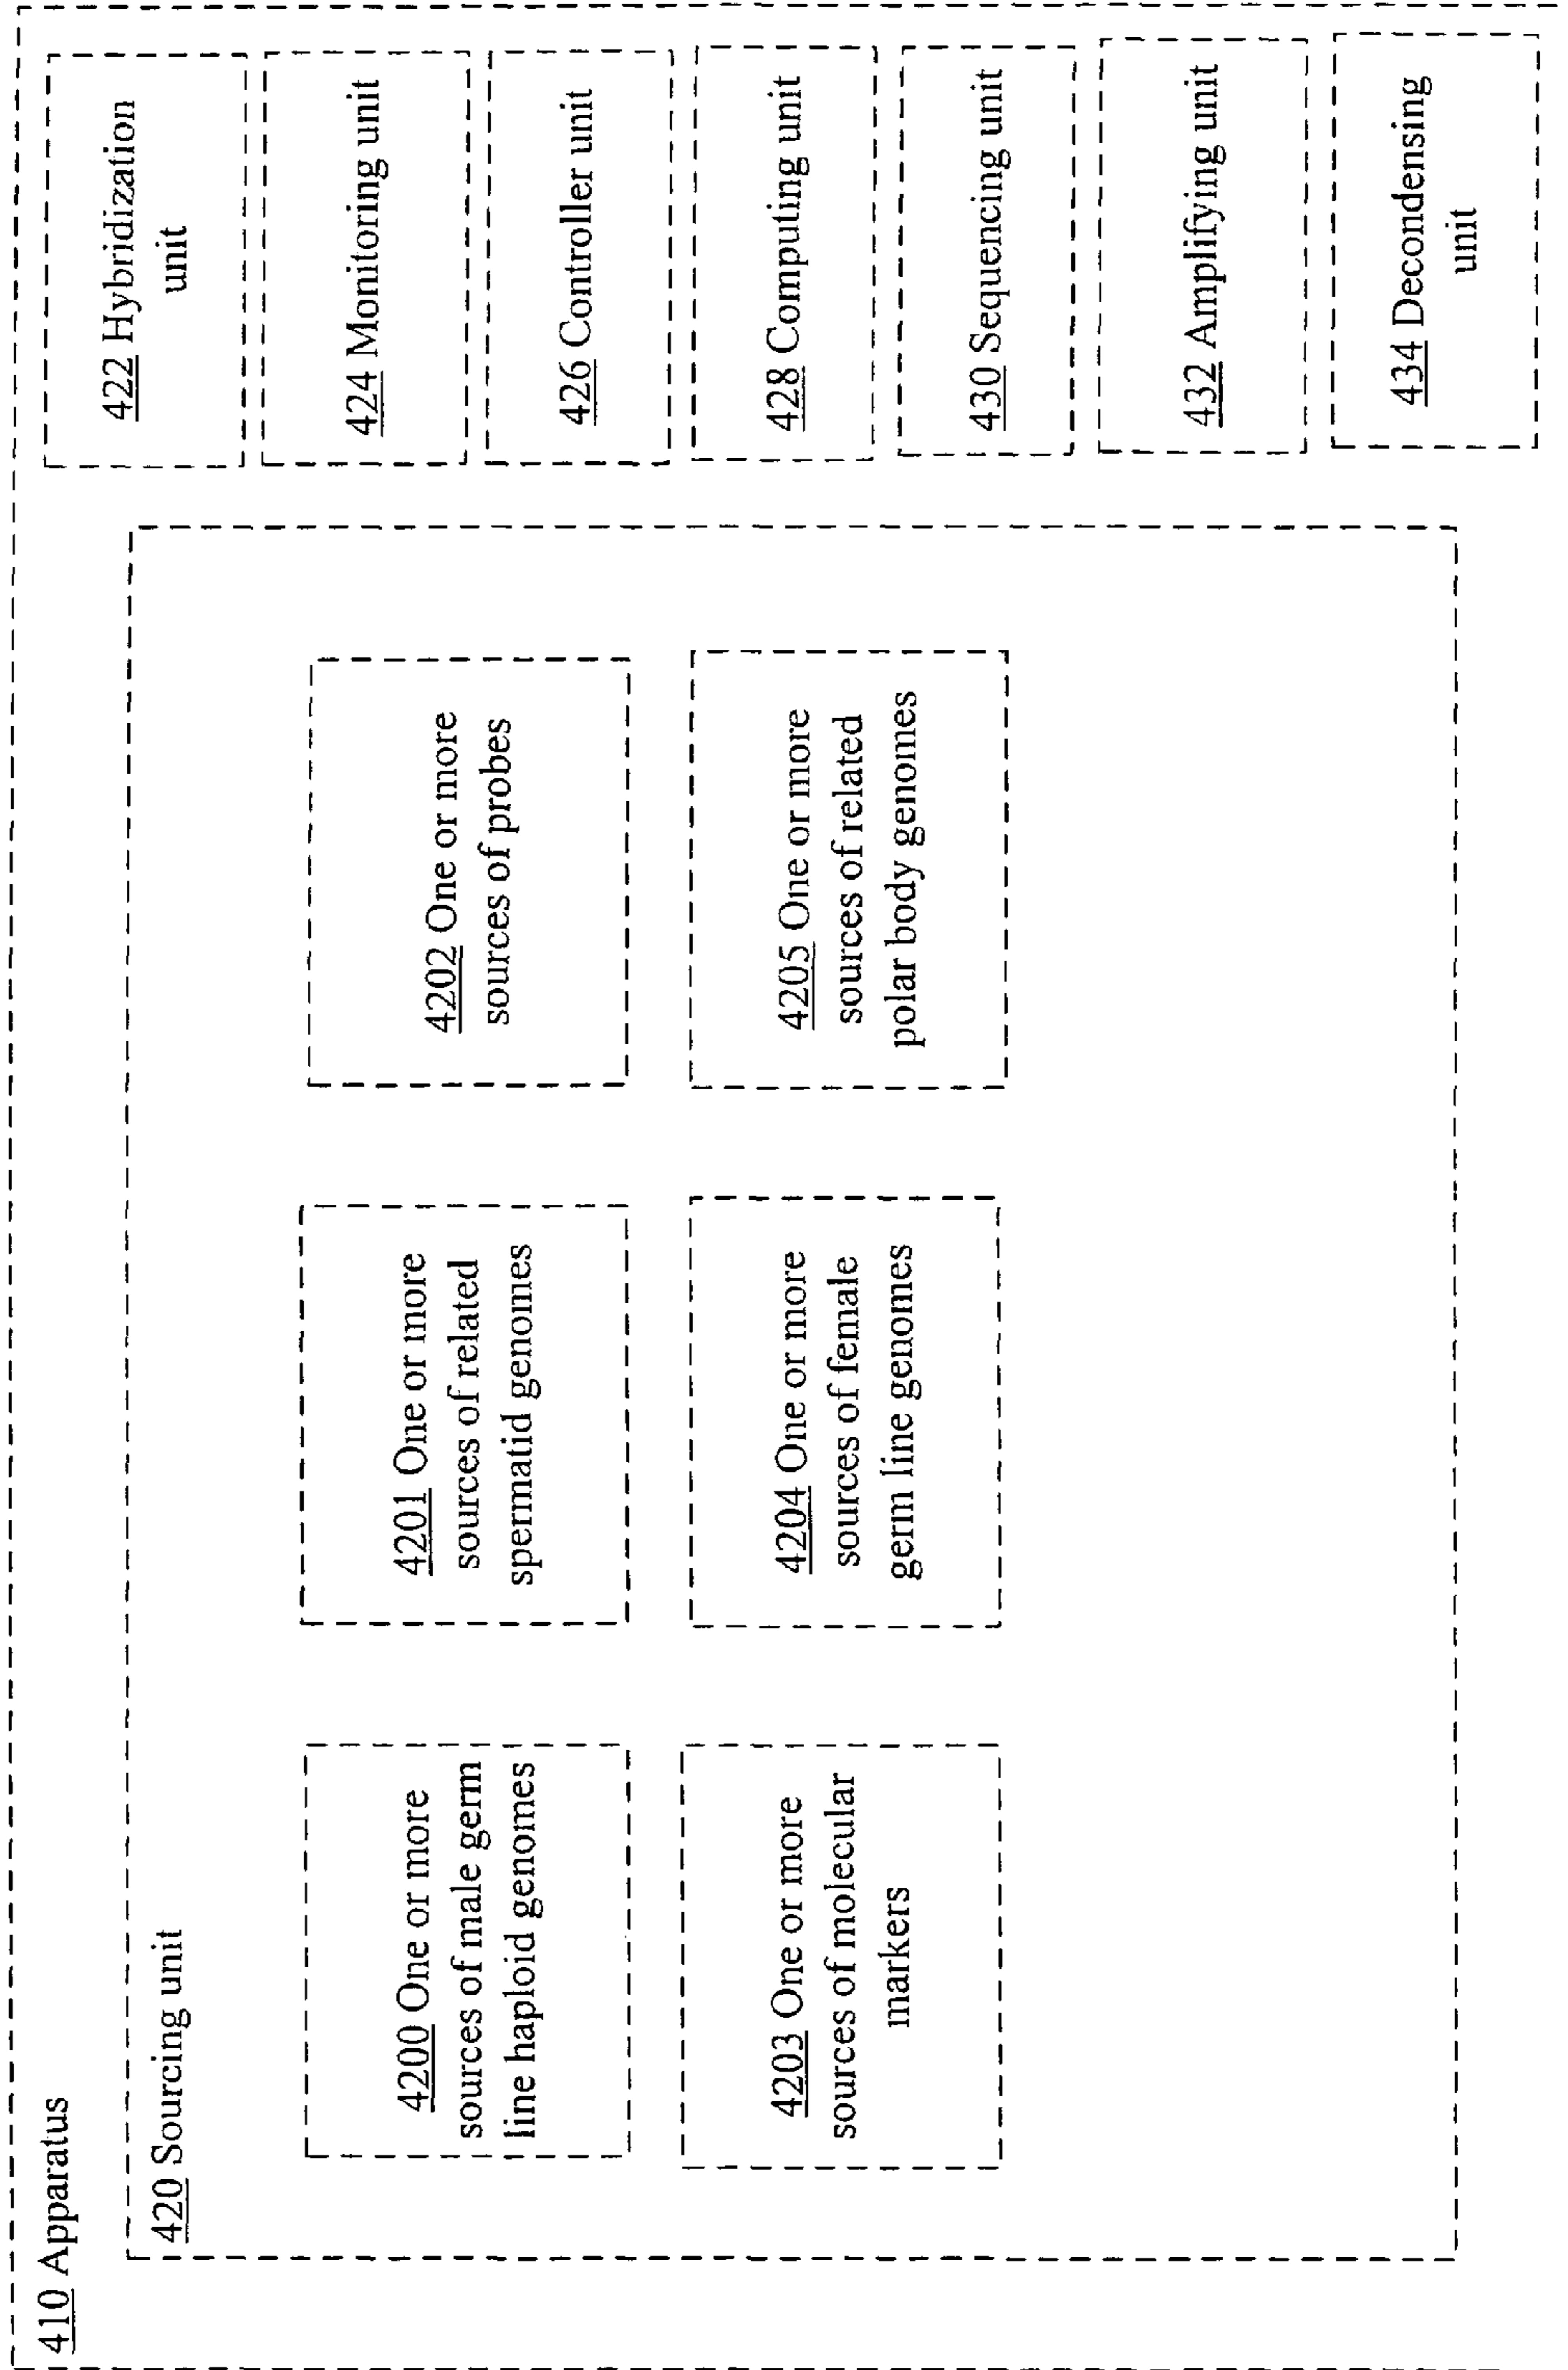 410 Apparatus
420 Sourcing unit
4200 One or more
sources of male germ
line haploid genomes
4201 One or more
sources of related
spermatid genomes
4202 One or more
sources of probes
4203 One or more
sources of molecular
markers
4204 One or more
sources of female
germ line genomes
4205 One or more
sources of related
polar body genomes
422 Hybridization
unit
424 Monitoring unit
426 Controller unit
428 Computing unit
430 Sequencing unit
432 Amplifying unit
434 Decondensing
unit